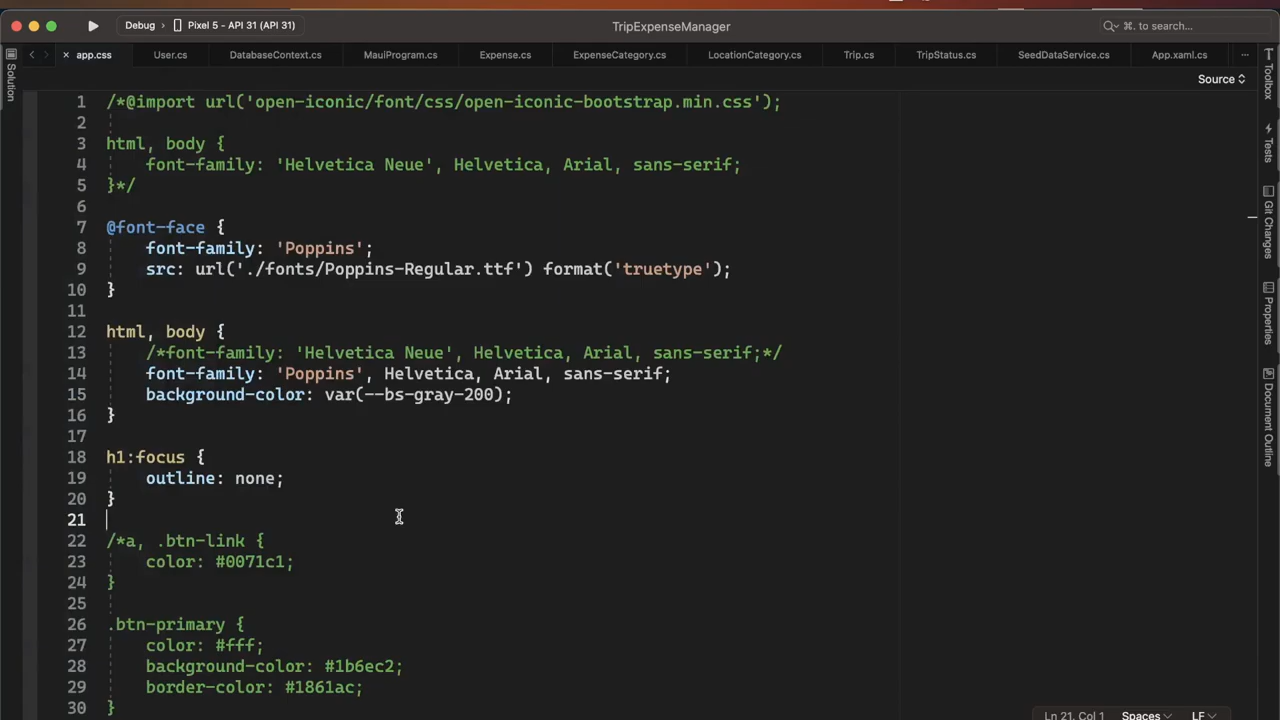 Debug
Pixel 5 - API 31 (API 31)
TripExpenseManager
⌘. to search...
app.css
User.cs
DatabaseContext.cs
MauiProgram.cs
Expense.cs
ExpenseCategory.cs
LocationCategory.cs
Trip.cs
TripStatus.cs
SeedDataService.cs
App.xaml.cs
Solution
Source
Toolbox
Tests
Git Changes
Properties
Document Outline
1 /*@import url('open-iconic/font/css/open-iconic-bootstrap.min.css');
2
3 html, body {
4 font-family: 'Helvetica Neue', Helvetica, Arial, sans-serif;
5 }*/
6
7 @font-face {
8 font-family: 'Poppins';
9 src: url('./fonts/Poppins-Regular.ttf') format('truetype');
10 }
11
12 html, body {
13 /*font-family: 'Helvetica Neue', Helvetica, Arial, sans-serif;*/
14 font-family: 'Poppins', Helvetica, Arial, sans-serif;
15 background-color: var(--bs-gray-200);
16 }
17
18 h1:focus {
19 outline: none;
20 }
21
22 /*a, .btn-link {
23 color: #0071c1;
24 }
25
26 .btn-primary {
27 color: #fff;
28 background-color: #1b6ec2;
29 border-color: #1861ac;
30 }
Ln 21, Col 1
Spaces
LF